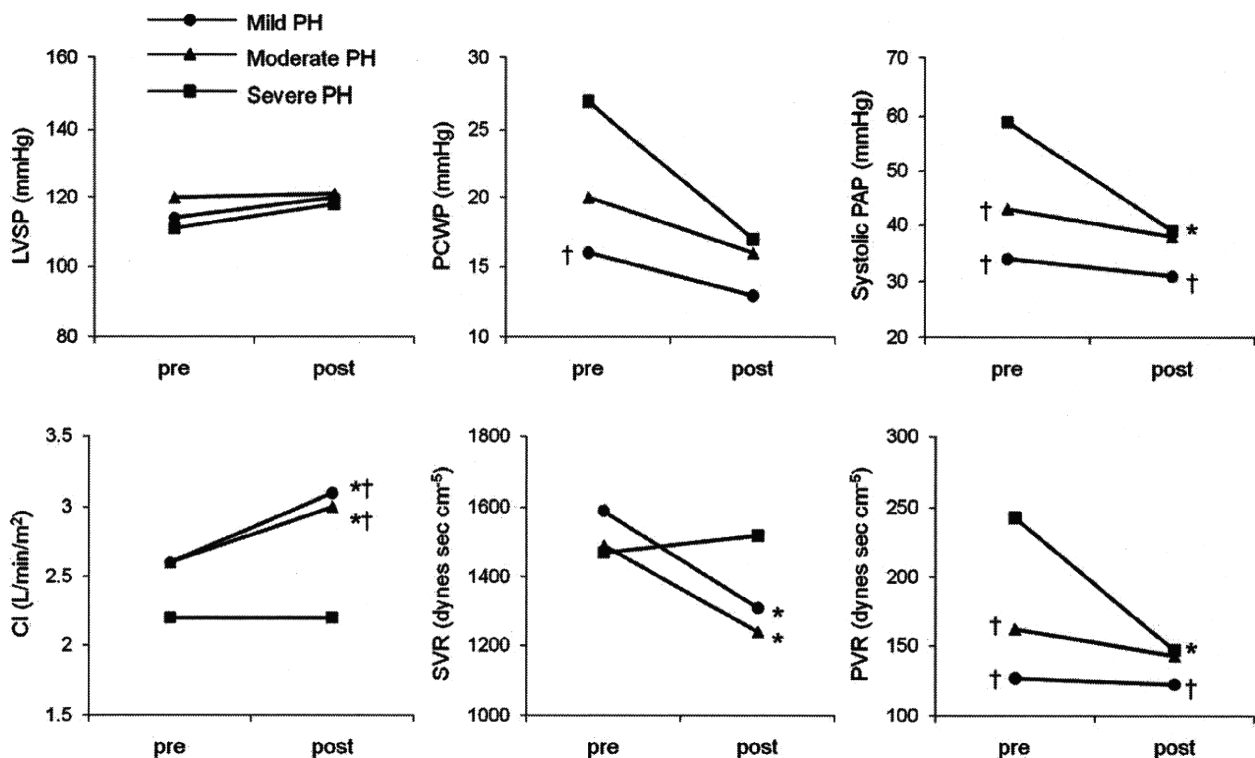 Mild PH
Moderate PH
Severe PH
LVSP (mmHg)
160
140
120
100
80
pre post
PCWP (mmHg)
30
25
20
15
10
†
pre post
Systolic PAP (mmHg)
70
60
50
40
30
20
†
*
†
†
pre post
CI (L/min/m²)
3.5
3
2.5
2
1.5
*†
*†
pre post
SVR (dynes sec cm⁻⁵)
1800
1600
1400
1200
1000
*
*
pre post
PVR (dynes sec cm⁻⁵)
300
250
200
150
100
†
*
†
†
pre post